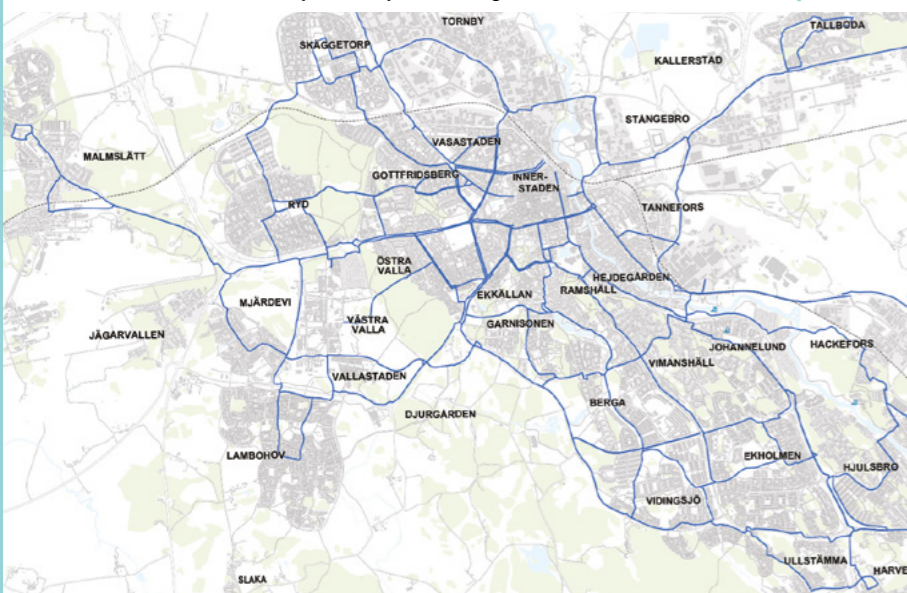 TORNBY
TALLBODA
SKÄGGETORP
KALLERSTAD
STÅNGEBRO
VASASTADEN
MALMSLÄTT
GOTTFRIDSBERG
INNER-
STADEN
RYD
TANNEFORS
ÖSTRA
VALLA
HEJDEGÅRDEN
EKKÄLLAN
RAMSHÄLL
MJÄRDEVI
GARNISONEN
VÄSTRA
VALLA
JÄGARVALLEN
JOHANNELUND
HACKEFORS
VIMANSHÄLL
VALLASTADEN
BERGA
DJURGÅRDEN
LAMBOHOV
EKHOLMEN
HJULSBRO
VIDINGSJÖ
ULLSTÄMMA
HARVE
SLAKA